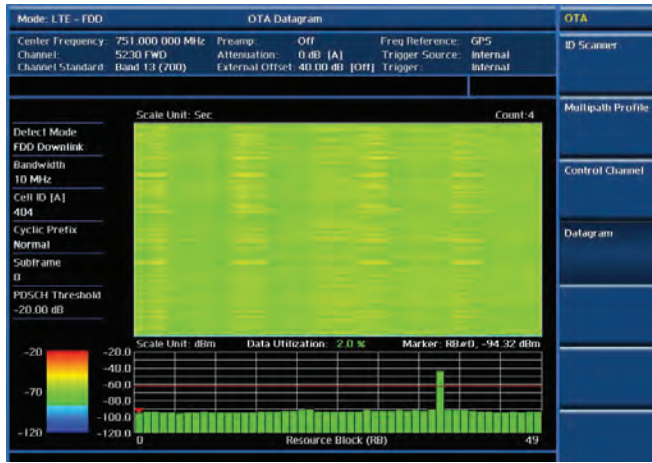 Mode: LTE - FDD
OTA Datagram
OTA
Center Frequency: 751.000 000 MHz Preamp: Off Freq Reference: GPS
Channel: 5230 FWD Attenuation: 0 dB [A] Trigger Source: Internal
Channel Standard: Band 13 (700) External Offset: 40.00 dB [Off] Trigger: Internal
ID Scanner
Multipath Profile
Control Channel
Datagram
Scale Unit: Sec
Count:4
Detect Mode
FDD Downlink
Bandwidth
10 MHz
Cell ID [A]
404
Cyclic Prefix
Normal
Subframe
0
PDSCH Threshold
-20.00 dB
Scale Unit: dBm Data Utilization: 2.0 % Marker: RB#0, -94.32 dBm
-20
-70
-120
-20.0
-40.0
-60.0
-80.0
-100.0
-120.0
0
Resource Block (RB)
49